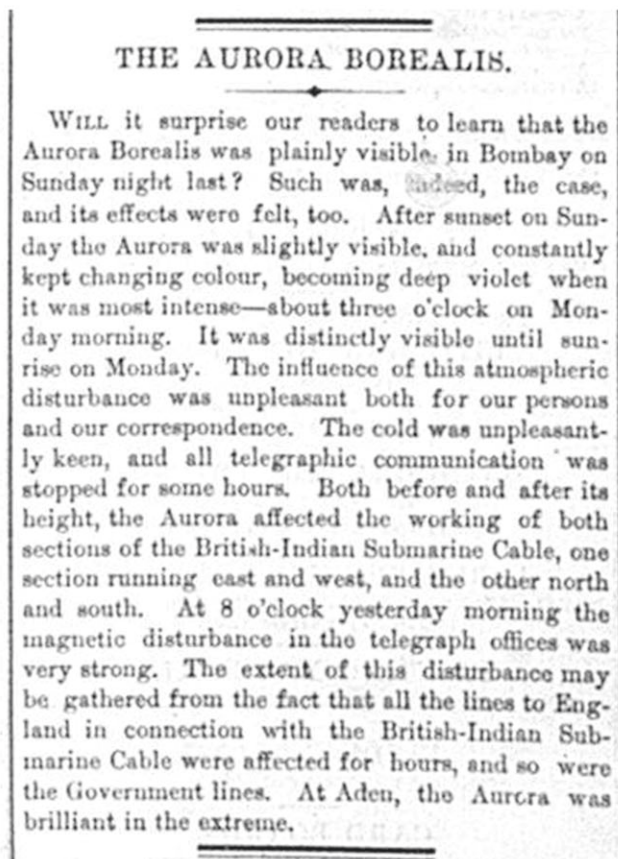 THE AURORA BOREALIS.
WILL it surprise our readers to learn that the
Aurora Borealis was plainly visible, in Bombay on
Sunday night last? Such was, indeed, the case,
and its effects were felt, too. After sunset on Sun-
day the Aurora was slightly visible, and constantly
kept changing colour, becoming deep violet when
it was most intense—about three o'clock on Mon-
day morning. It was distinctly visible until sun-
rise on Monday. The influence of this atmospheric
disturbance was unpleasant both for our persons
and our correspondence. The cold was unpleasant-
ly keen, and all telegraphic communication was
stopped for some hours. Both before and after its
height, the Aurora affected the working of both
sections of the British-Indian Submarine Cable, one
section running east and west, and the other north
and south. At 8 o'clock yesterday morning the
magnetic disturbance in the telegraph offices was
very strong. The extent of this disturbance may
be gathered from the fact that all the lines to Eng-
land in connection with the British-Indian Sub-
marine Cable were affected for hours, and so were
the Government lines. At Aden, the Aurora was
brilliant in the extreme.